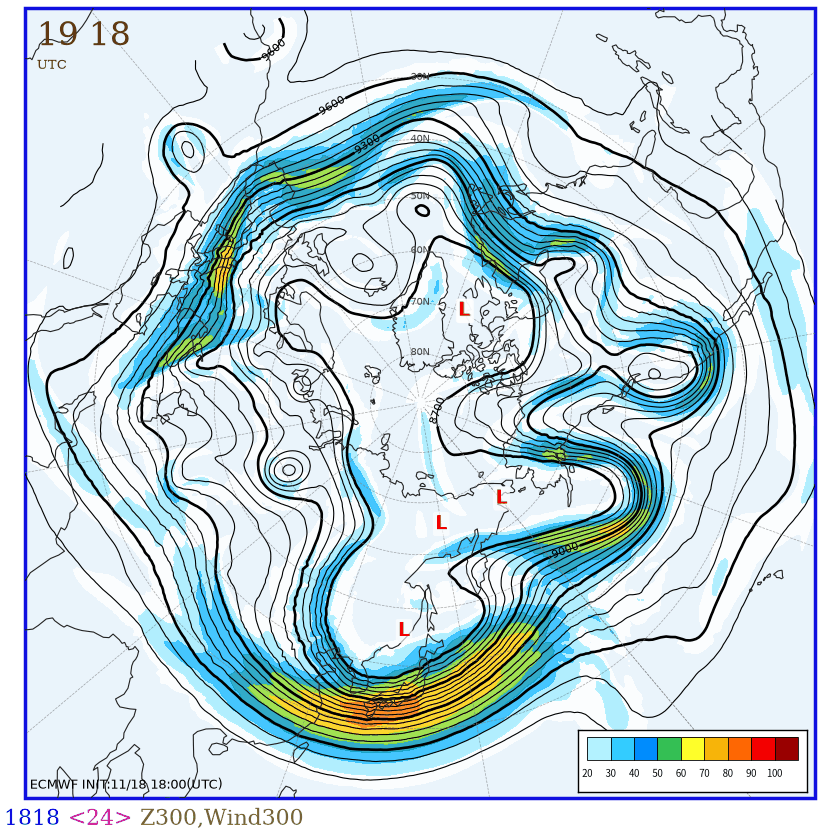 19 18
UTC
9600
9600
9300
30N
40N
50N
60N
70N
80N
L
8700
L
L
9000
L
20 30 40 50 60 70 80 90 100
ECMWF INIT:11/18 18:00(UTC)
1818 <24> Z300,Wind300